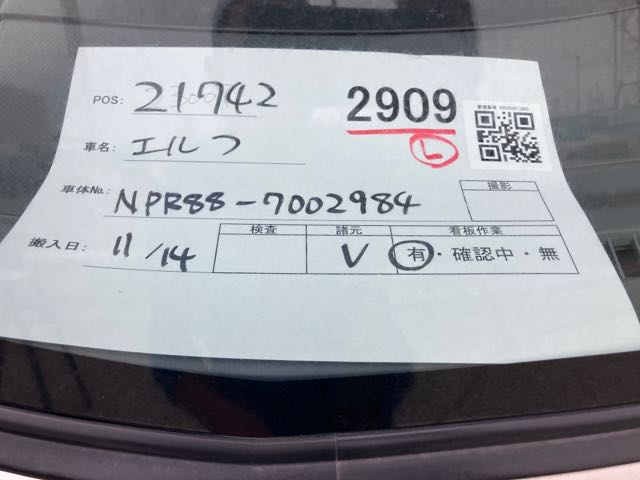 POS: 21742
2909
車名: エルフ
車体No. NPR88-7002984
撮影
搬入日: 11/14
検査 諸元 看板作業
V 有・確認中・無